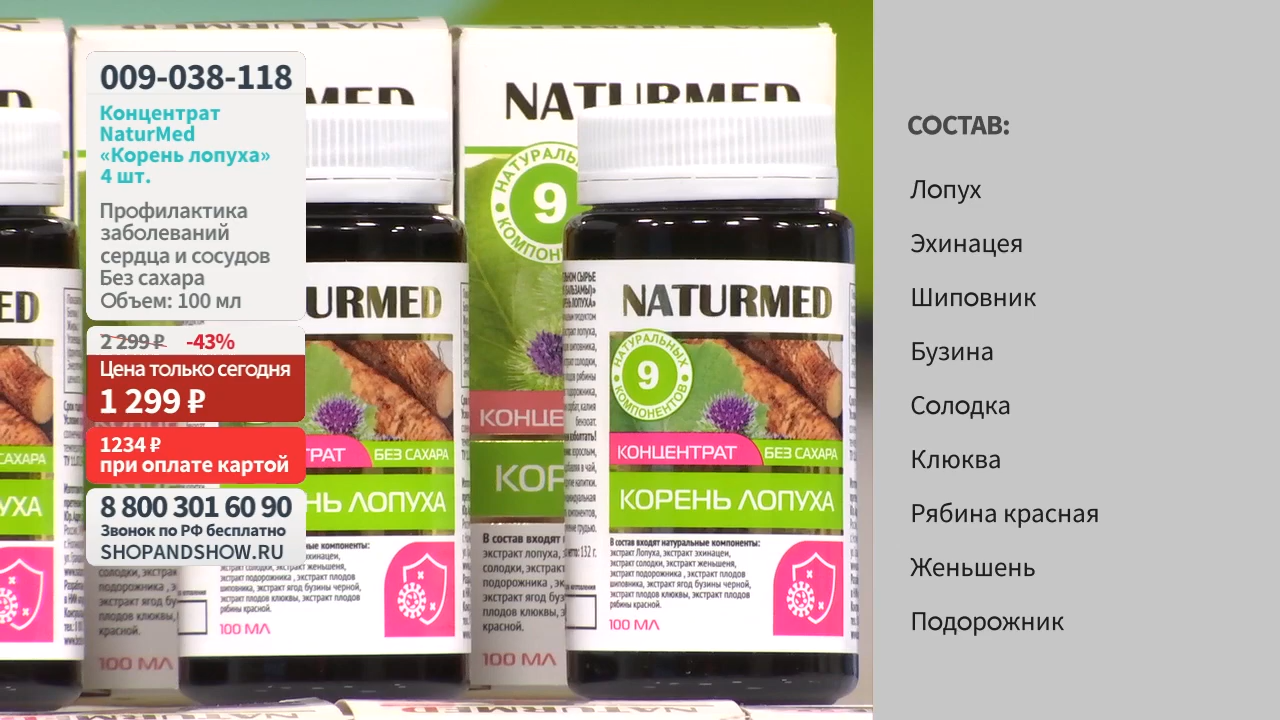 009-038-118
Концентрат
NaturMed
«Корень лопуха»
4 шт.
Профилактика
заболеваний
сердца и сосудов
Без сахара
Объем: 100 мл
2 299 ₽ -43%
Цена только сегодня
1 299 ₽
1234 ₽
при оплате картой
8 800 301 60 90
Звонок по РФ бесплатно
SHOPANDSHOW.RU
NATURMED
НАТУРАЛЬНЫХ
9
КОМПОНЕНТОВ
КОНЦЕНТРАТ
БЕЗ САХАРА
КОРЕНЬ ЛОПУХА
В состав входят натуральные компоненты:
экстракт Лопуха, экстракт эхинацеи,
экстракт солодки, экстракт женьшеня,
экстракт подорожника , экстракт плодов
шиповника, экстракт ягод бузины черной,
экстракт плодов клюквы, экстракт плодов
рябины красной.
100 МЛ
СОСТАВ:
Лопух
Эхинацея
Шиповник
Бузина
Солодка
Клюква
Рябина красная
Женьшень
Подорожник